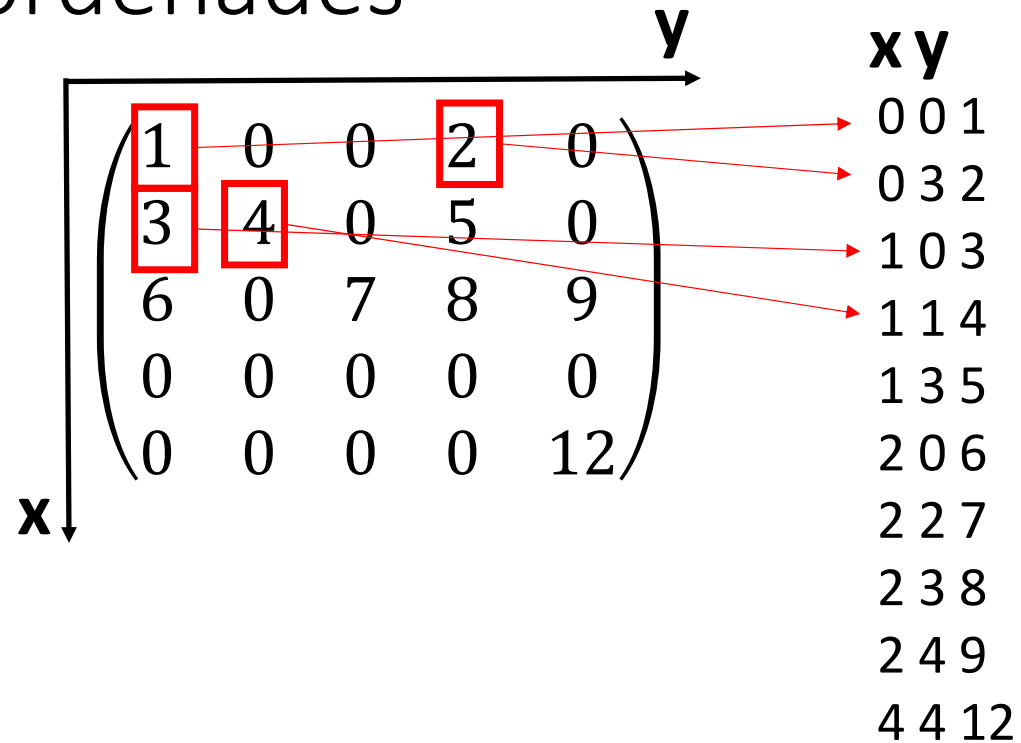 y
1 0 0 2 0
3 4 0 5 0
6 0 7 8 9
0 0 0 0 0
0 0 0 0 12
x
x y
0 0 1
0 3 2
1 0 3
1 1 4
1 3 5
2 0 6
2 2 7
2 3 8
2 4 9
4 4 12